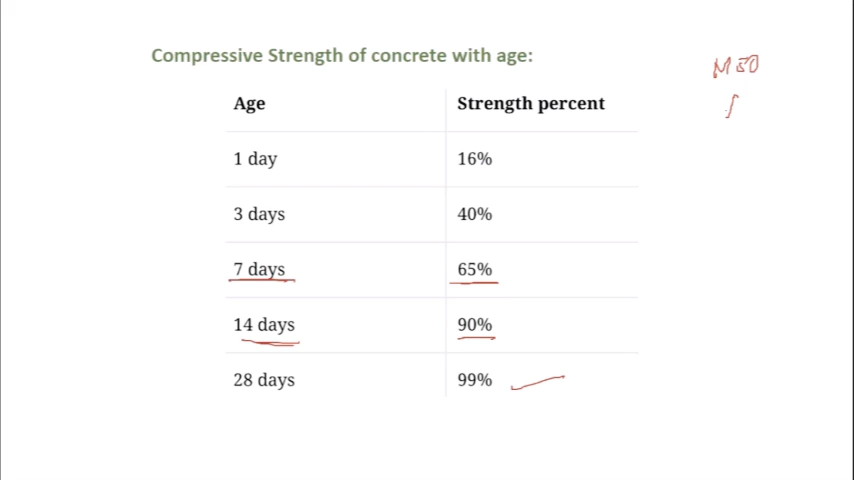 Compressive Strength of concrete with age:
Age Strength percent
1 day 16%
3 days 40%
7 days 65%
14 days 90%
28 days 99%
M50